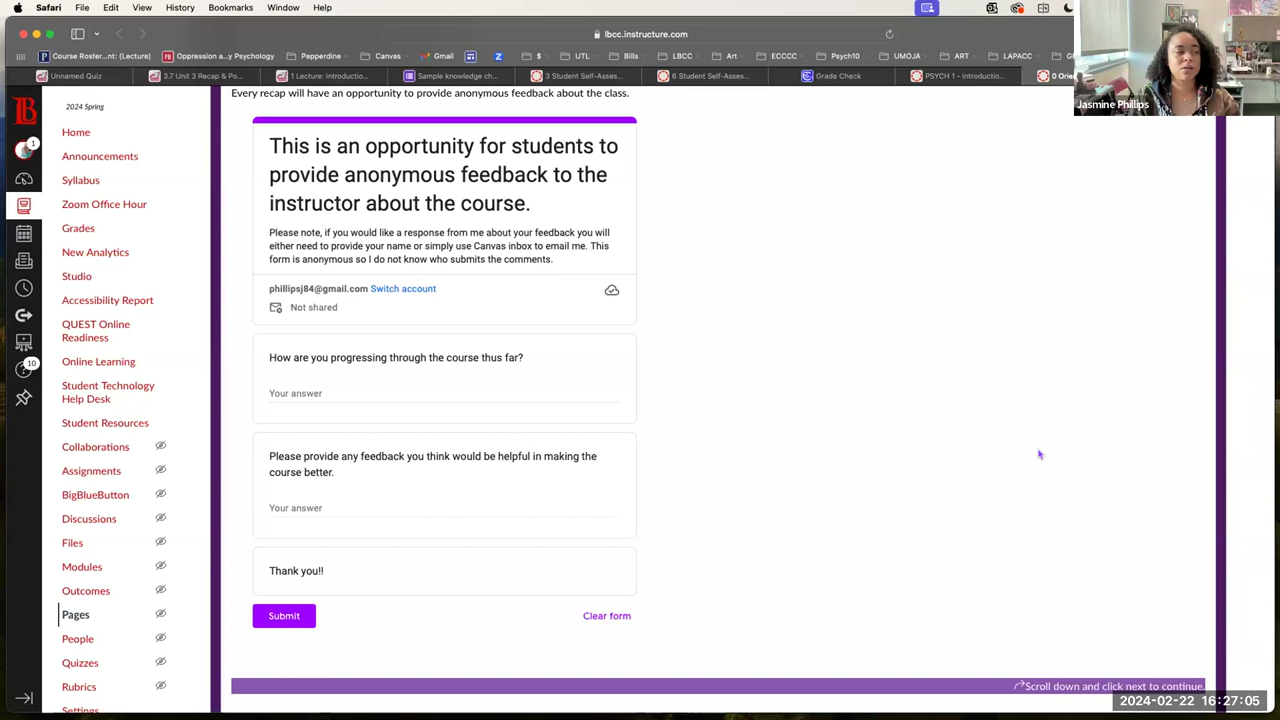 Safari File Edit View History Bookmarks Window Help
lbcc.instructure.com
Course Roster...nt: (Lecture) Oppression a...y Psychology Pepperdine Canvas Gmail UTL Bills LBCC Art ECCCC Psych10 UMOJA ART LAPACC
Unnamed Quiz 3.7 Unit 3 Recap & Po... 1 Lecture: Introductio... Sample knowledge ch... 3 Student Self-Asses... 6 Student Self-Asses... Grade Check PSYCH 1 - Introductio... 0 Orie
Jasmine Phillips
Every recap will have an opportunity to provide anonymous feedback about the class.
2024 Spring
1
Home
Announcements
Syllabus
Zoom Office Hour
Grades
New Analytics
Studio
Accessibility Report
QUEST Online
Readiness
Online Learning
10
Student Technology
Help Desk
Student Resources
Collaborations
Assignments
BigBlueButton
Discussions
Files
Modules
Outcomes
Pages
People
Quizzes
Rubrics
Settings
This is an opportunity for students to
provide anonymous feedback to the
instructor about the course.
Please note, if you would like a response from me about your feedback you will
either need to provide your name or simply use Canvas inbox to email me. This
form is anonymous so I do not know who submits the comments.
phillipsj84@gmail.com Switch account
Not shared
How are you progressing through the course thus far?
Your answer
Please provide any feedback you think would be helpful in making the
course better.
Your answer
Thank you!!
Submit Clear form
Scroll down and click next to continue.
2024-02-22 16:27:05